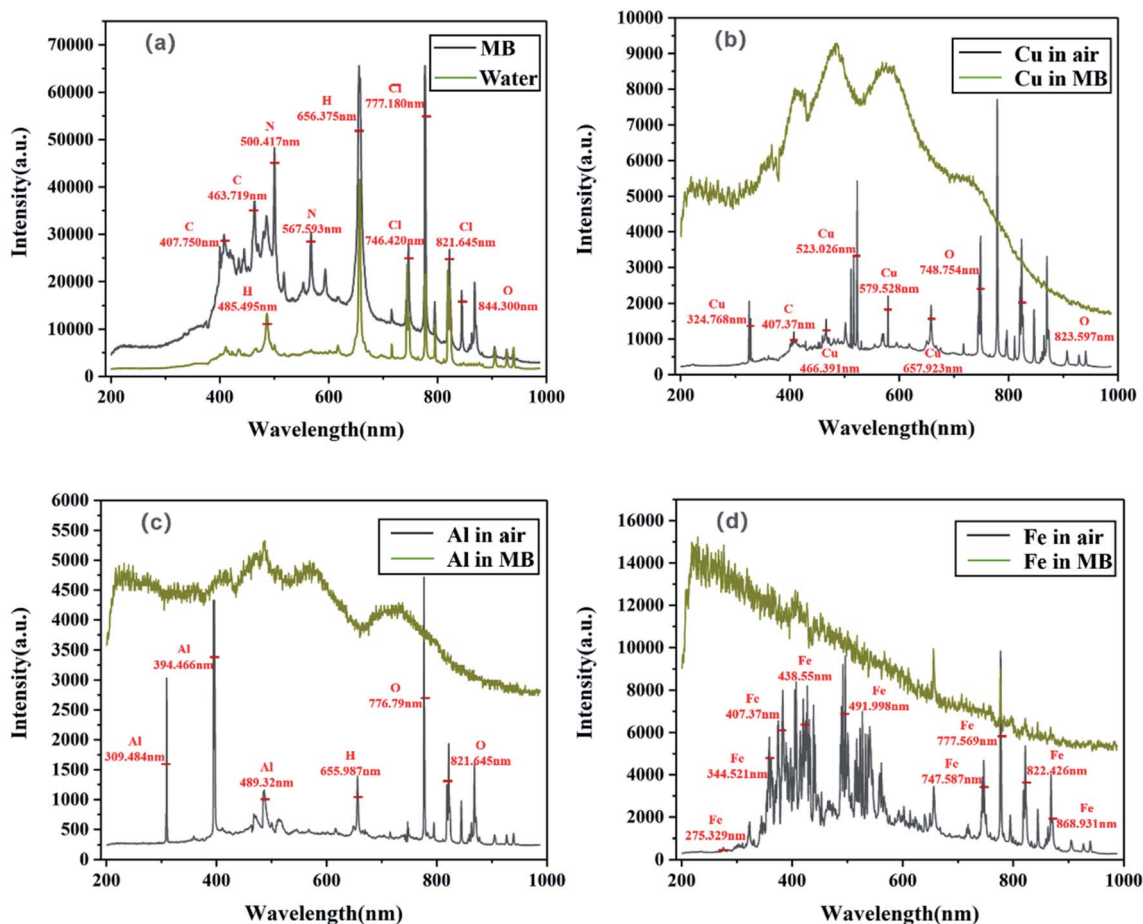 (a)
MB
Water
70000
60000
50000
40000
30000
20000
10000
0
Intensity(a.u.)
200
400
600
800
1000
Wavelength(nm)
Cl
777.180nm
H
656.375nm
N
500.417nm
C
463.719nm
C
407.750nm
N
567.593nm
Cl
746.420nm
Cl
821.645nm
H
485.495nm
O
844.300nm
(b)
Cu in air
Cu in MB
10000
9000
8000
7000
6000
5000
4000
3000
2000
1000
0
Intensity(a.u.)
200
400
600
800
1000
Wavelength(nm)
Cu
523.026nm
Cu
579.528nm
O
748.754nm
Cu
324.768nm
C
407.37nm
Cu
466.391nm
Cu
657.923nm
O
823.597nm
(c)
Al in air
Al in MB
6000
5500
5000
4500
4000
3500
3000
2500
2000
1500
1000
500
0
Intensity(a.u.)
200
400
600
800
1000
Wavelength(nm)
Al
394.466nm
O
776.79nm
Al
309.484nm
Al
489.32nm
H
655.987nm
O
821.645nm
(d)
Fe in air
Fe in MB
16000
14000
12000
10000
8000
6000
4000
2000
0
Intensity(a.u.)
200
400
600
800
1000
Wavelength(nm)
Fe
438.55nm
Fe
407.37nm
Fe
491.998nm
Fe
344.521nm
Fe
777.569nm
Fe
747.587nm
Fe
822.426nm
Fe
275.329nm
Fe
868.931nm